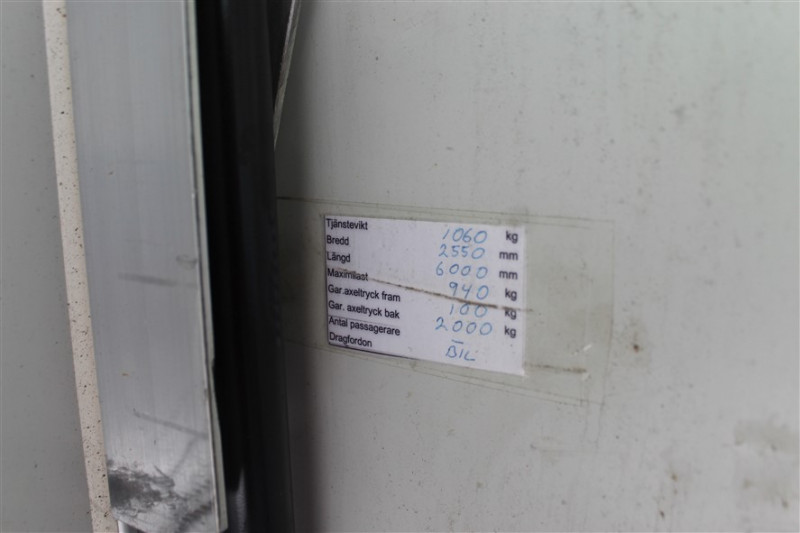 Tjänstevikt 1060 kg
Bredd 2550 mm
Längd 6000 mm
Maximilast 940 kg
Gar.axeltryck fram 100 kg
Gar. axeltryck bak 2000 kg
Antal passagerare –
Dragfordon BIL